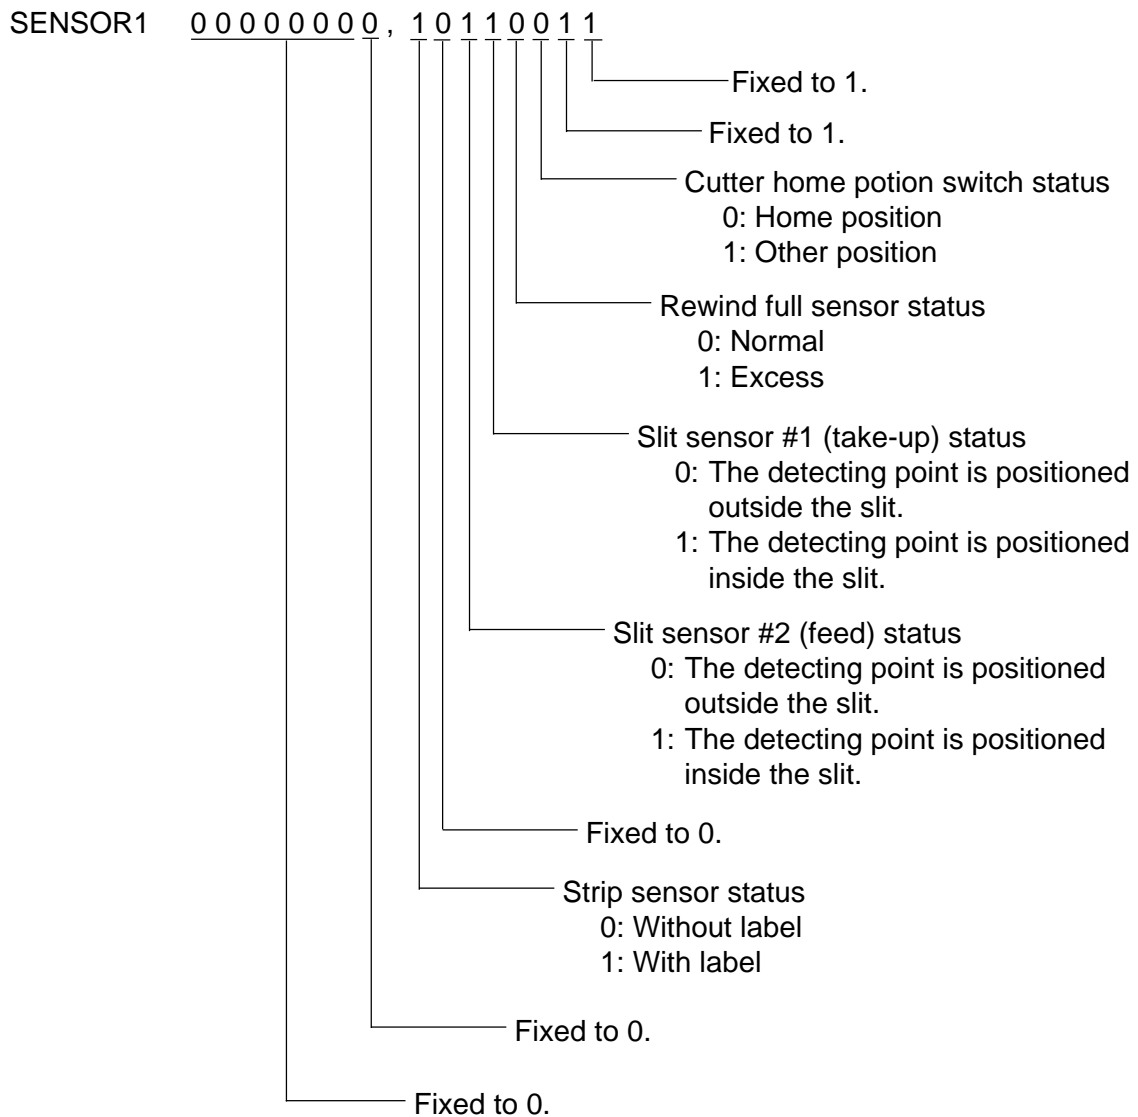 SENSOR1 0 0 0 0 0 0 0 0, 1 0 1 1 0 0 1 1
Fixed to 1.
Fixed to 1.
Cutter home potion switch status
0: Home position
1: Other position
Rewind full sensor status
0: Normal
1: Excess
Slit sensor #1 (take-up) status
0: The detecting point is positioned
outside the slit.
1: The detecting point is positioned
inside the slit.
Slit sensor #2 (feed) status
0: The detecting point is positioned
outside the slit.
1: The detecting point is positioned
inside the slit.
Fixed to 0.
Strip sensor status
0: Without label
1: With label
Fixed to 0.
Fixed to 0.